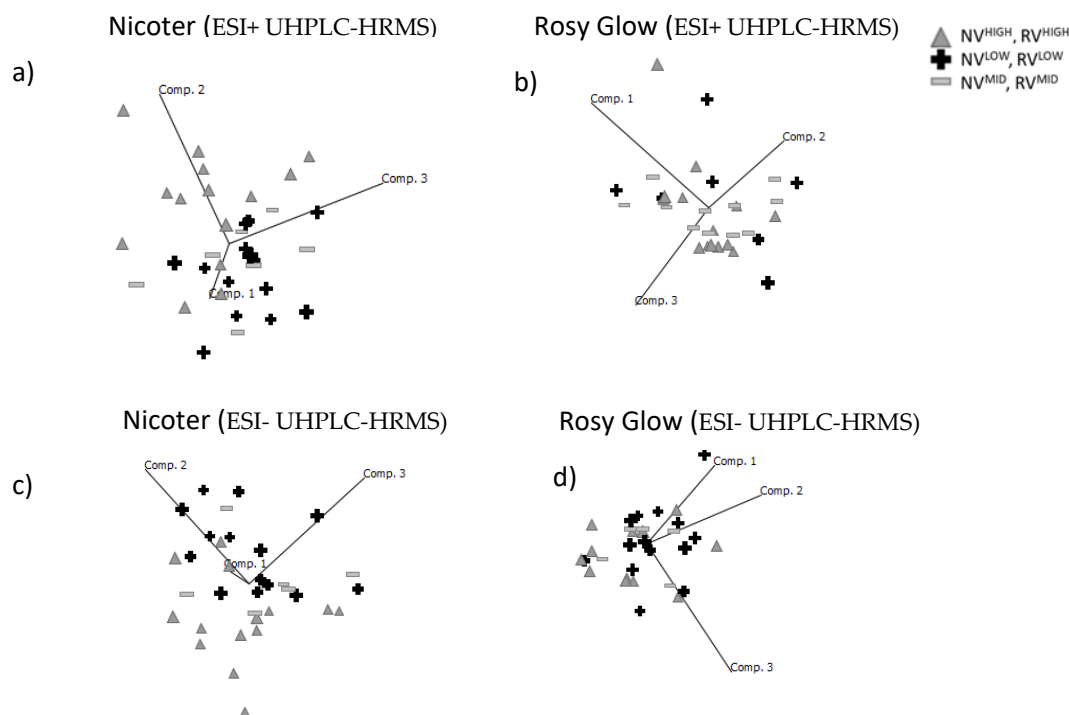 Nicoter (ESI+ UHPLC-HRMS)
Rosy Glow (ESI+ UHPLC-HRMS)
NVᴴᴵᴳᴴ, RVᴴᴵᴳᴴ
NVᴸᴼᵂ, RVᴸᴼᵂ
NVᴹᴵᴰ, RVᴹᴵᴰ
a)
Comp. 2
Comp. 3
Comp. 1
b)
Comp. 1
Comp. 2
Comp. 3
Nicoter (ESI- UHPLC-HRMS)
Rosy Glow (ESI- UHPLC-HRMS)
c)
Comp. 2
Comp. 3
Comp. 1
d)
Comp. 1
Comp. 2
Comp. 3